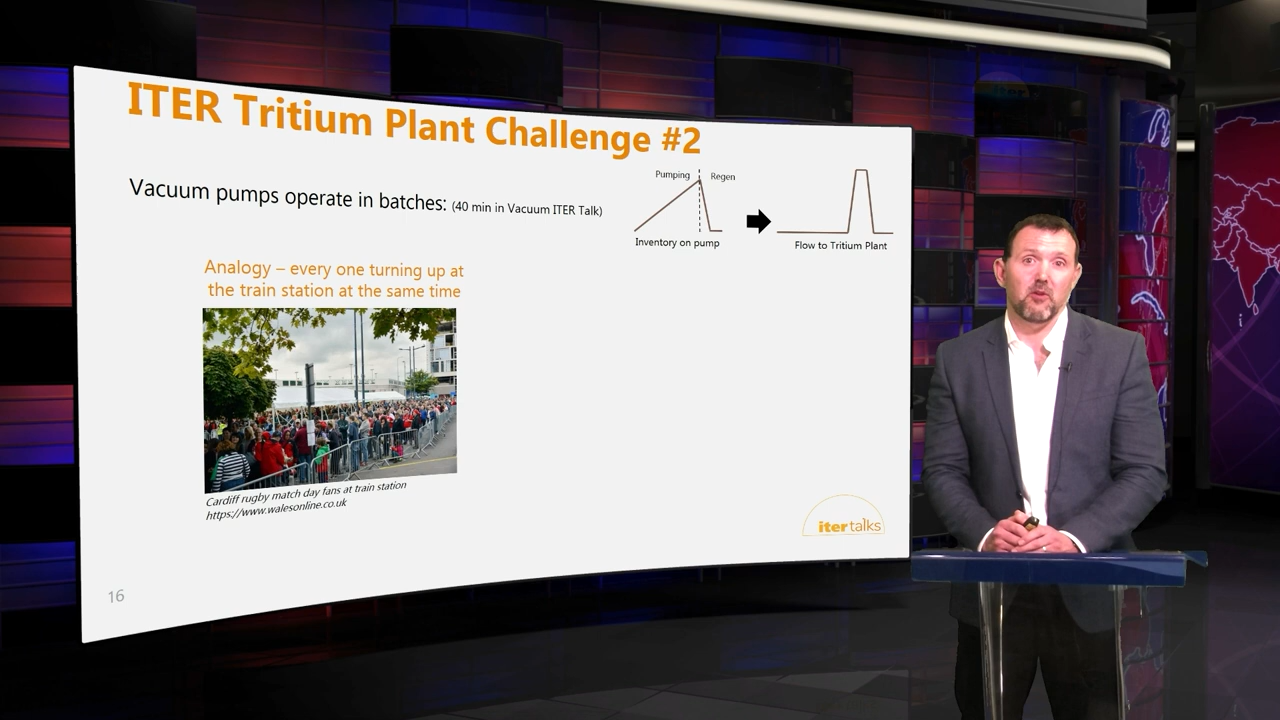 ITER Tritium Plant Challenge #2
Vacuum pumps operate in batches: (40 min in Vacuum ITER Talk)
Pumping
Regen
Inventory on pump
Flow to Tritium Plant
Analogy – every one turning up at
the train station at the same time
Cardiff rugby match day fans at train station
https://www.walesonline.co.uk
iter talks
16